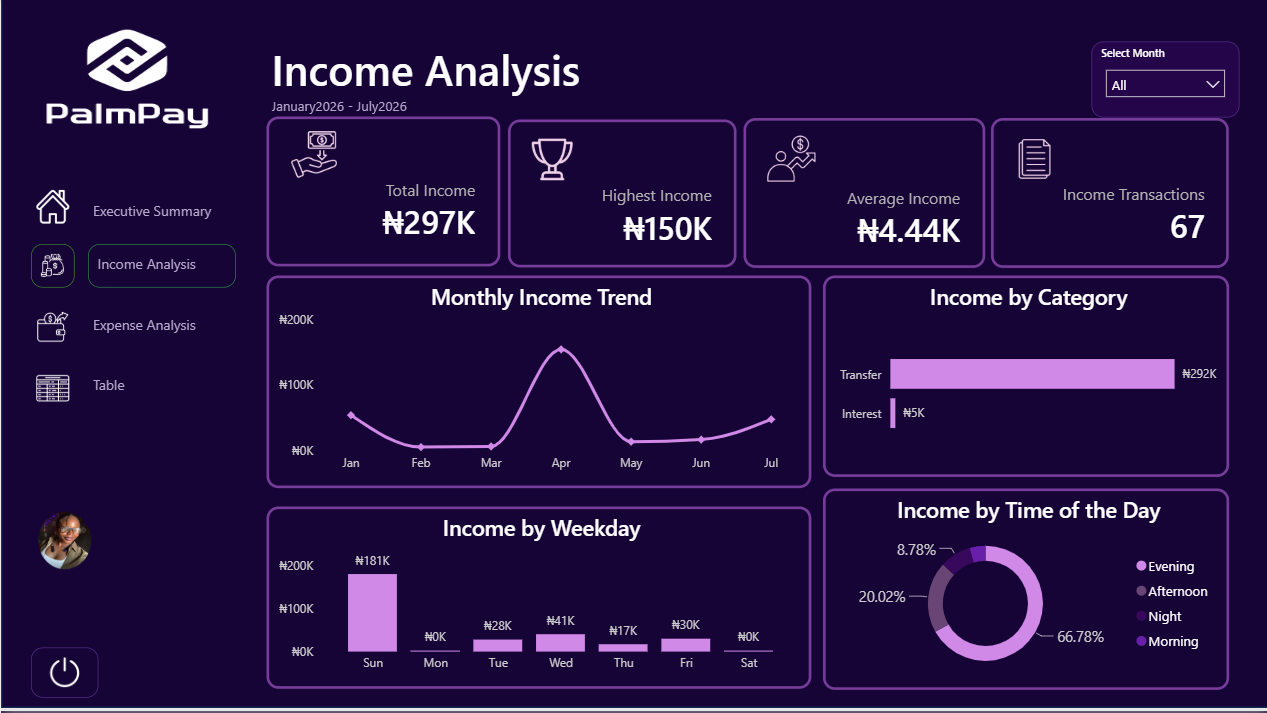 PalmPay
Income Analysis
January2026 - July2026
Select Month
All
Executive Summary
Income Analysis
Expense Analysis
Table
Total Income
₦297K
Highest Income
₦150K
Average Income
₦4.44K
Income Transactions
67
Monthly Income Trend
₦200K
₦100K
₦0K
Jan Feb Mar Apr May Jun Jul
Income by Category
Transfer ₦292K
Interest ₦5K
Income by Weekday
₦200K
₦100K
₦0K
₦181K ₦0K ₦28K ₦41K ₦17K ₦30K ₦0K
Sun Mon Tue Wed Thu Fri Sat
Income by Time of the Day
8.78%
20.02%
66.78%
Evening
Afternoon
Night
Morning